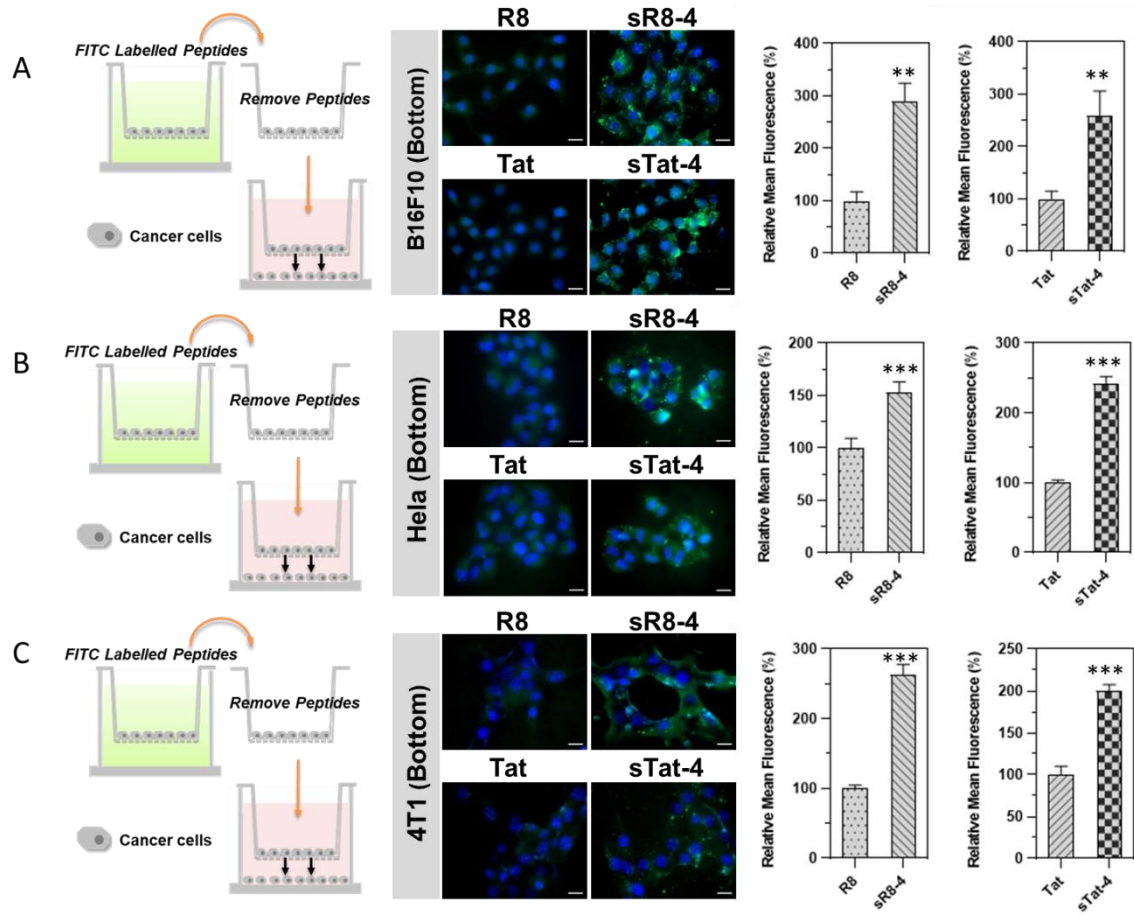 A
FITC Labelled Peptides
Remove Peptides
Cancer cells
B16F10 (Bottom)
R8
sR8-4
Tat
sTat-4
Relative Mean Fluorescence (%)
400
300
200
100
0
**
R8
sR8-4
Relative Mean Fluorescence (%)
400
300
200
100
0
**
Tat
sTat-4
B
FITC Labelled Peptides
Remove Peptides
Cancer cells
Hela (Bottom)
R8
sR8-4
Tat
sTat-4
Relative Mean Fluorescence (%)
200
150
100
50
0
***
R8
sR8-4
Relative Mean Fluorescence (%)
300
200
100
0
***
Tat
sTat-4
C
FITC Labelled Peptides
Remove Peptides
Cancer cells
4T1 (Bottom)
R8
sR8-4
Tat
sTat-4
Relative Mean Fluorescence (%)
300
200
100
0
***
R8
sR8-4
Relative Mean Fluorescence (%)
250
200
150
100
50
0
***
Tat
sTat-4